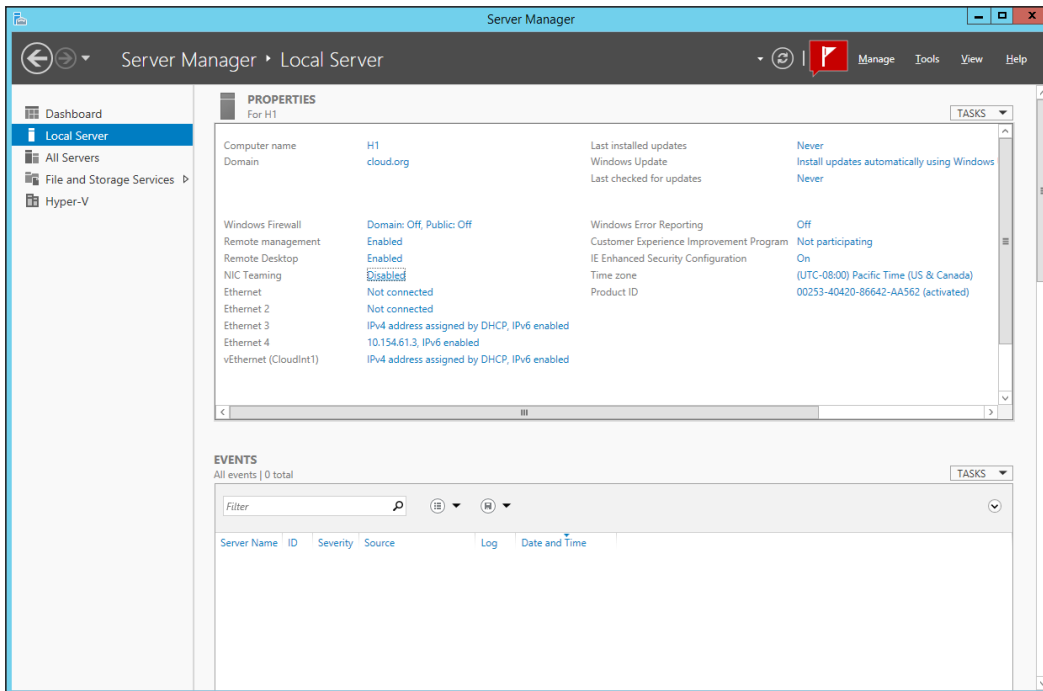 Server Manager
Server Manager ‣ Local Server
Manage Tools View Help
Dashboard
Local Server
All Servers
File and Storage Services
Hyper-V
PROPERTIES
For H1
TASKS
Computer name H1 Last installed updates Never
Domain cloud.org Windows Update Install updates automatically using Windows
Last checked for updates Never
Windows Firewall Domain: Off, Public: Off Windows Error Reporting Off
Remote management Enabled Customer Experience Improvement Program Not participating
Remote Desktop Enabled IE Enhanced Security Configuration On
NIC Teaming Disabled Time zone (UTC-08:00) Pacific Time (US & Canada)
Ethernet Not connected Product ID 00253-40420-86642-AA562 (activated)
Ethernet 2 Not connected
Ethernet 3 IPv4 address assigned by DHCP, IPv6 enabled
Ethernet 4 10.154.61.3, IPv6 enabled
vEthernet (CloudInt1) IPv4 address assigned by DHCP, IPv6 enabled
EVENTS
All events | 0 total
TASKS
Filter
Server Name ID Severity Source Log Date and Time